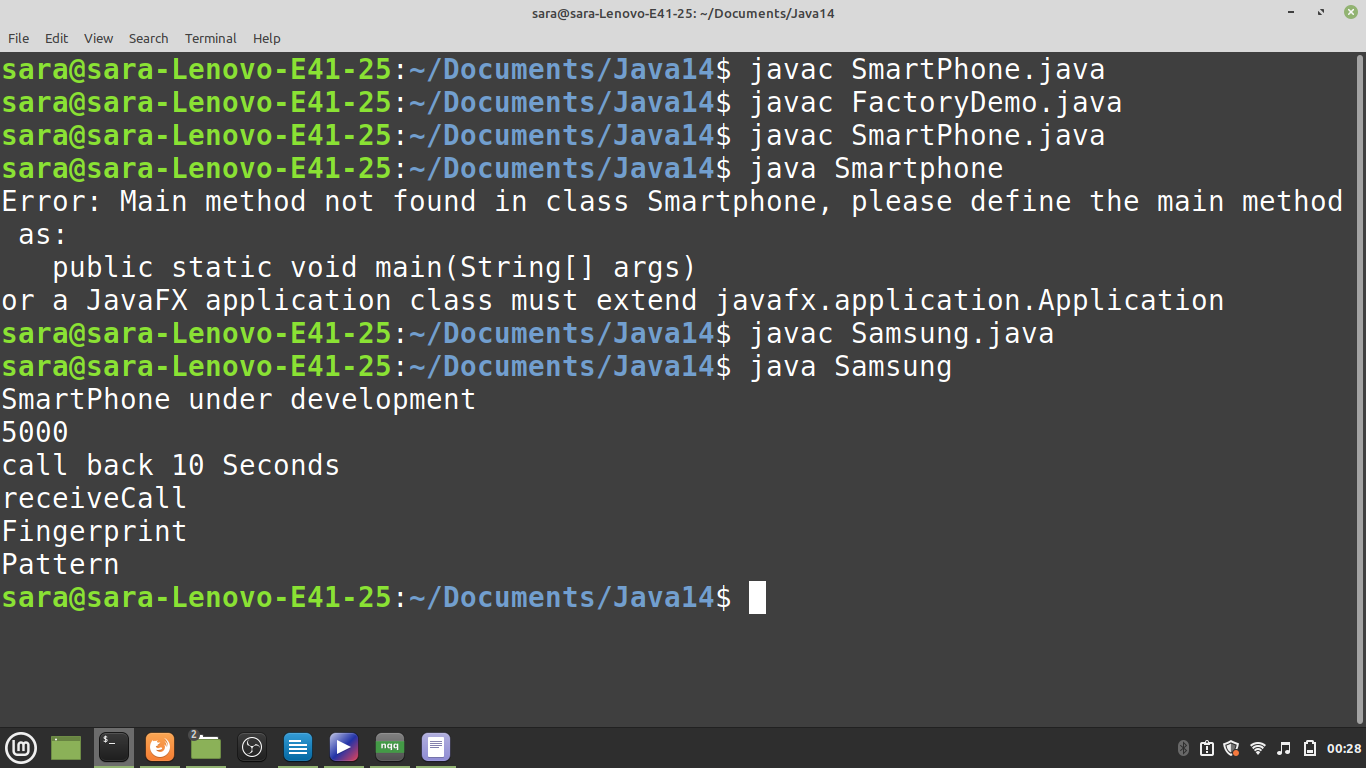 sara@sara-Lenovo-E41-25: ~/Documents/Java14
File Edit View Search Terminal Help
sara@sara-Lenovo-E41-25:~/Documents/Java14$ javac SmartPhone.java
sara@sara-Lenovo-E41-25:~/Documents/Java14$ javac FactoryDemo.java
sara@sara-Lenovo-E41-25:~/Documents/Java14$ javac SmartPhone.java
sara@sara-Lenovo-E41-25:~/Documents/Java14$ java Smartphone
Error: Main method not found in class Smartphone, please define the main method
 as:
   public static void main(String[] args)
or a JavaFX application class must extend javafx.application.Application
sara@sara-Lenovo-E41-25:~/Documents/Java14$ javac Samsung.java
sara@sara-Lenovo-E41-25:~/Documents/Java14$ java Samsung
SmartPhone under development
5000
call back 10 Seconds
receiveCall
Fingerprint
Pattern
sara@sara-Lenovo-E41-25:~/Documents/Java14$
$_
2
nqq
00:28